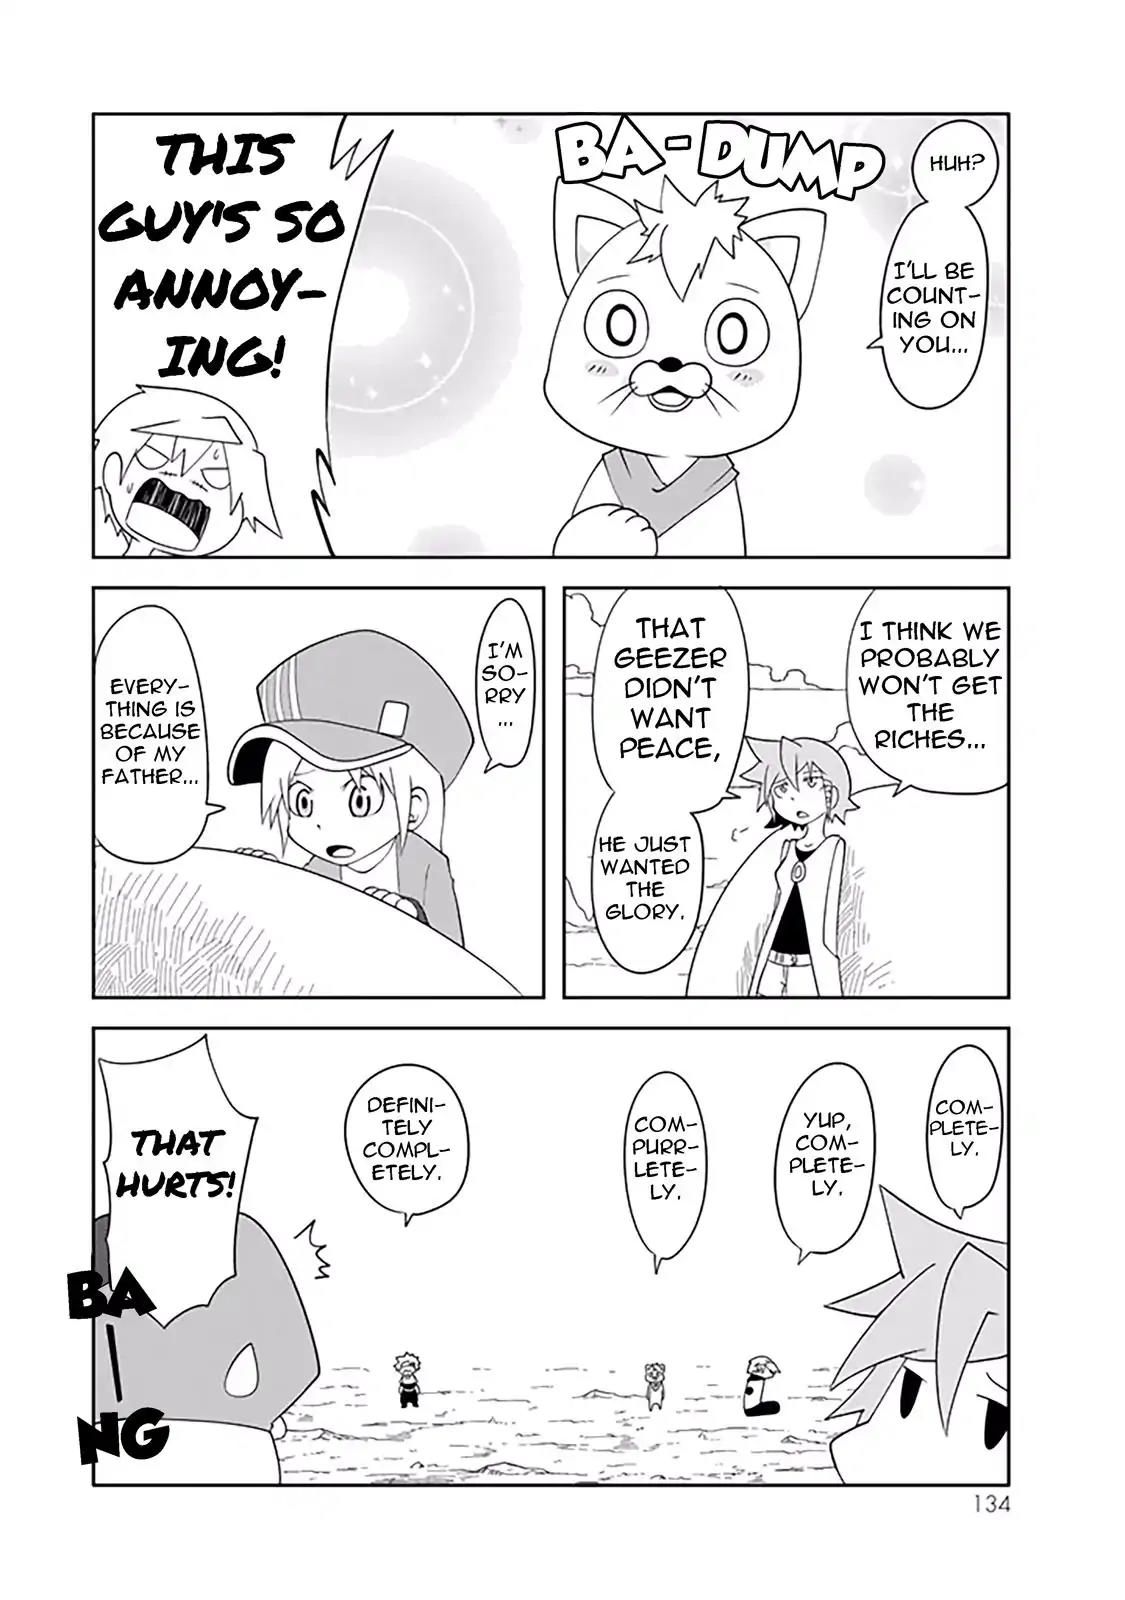 HUH?
I'LL BE
COUNT-
ING ON
YOU...
BA-DUMP
THIS
GUY'S SO
ANNOY-
ING!
I THINK WE
PROBABLY
WON'T GET
THE
RICHES...
THAT
GEEZER
DIDN'T
WANT
PEACE,
HE JUST
WANTED
THE
GLORY.
I'M
SO-
RRY
...
EVERY-
THING IS
BECAUSE
OF MY
FATHER...
COM-
PLETE-
LY.
YUP,
COM-
PLETE-
LY.
COM-
PURR-
LETE-
LY.
DEFINI-
TELY
COMPL-
ETELY.
THAT
HURTS!
BA
|
NG
134